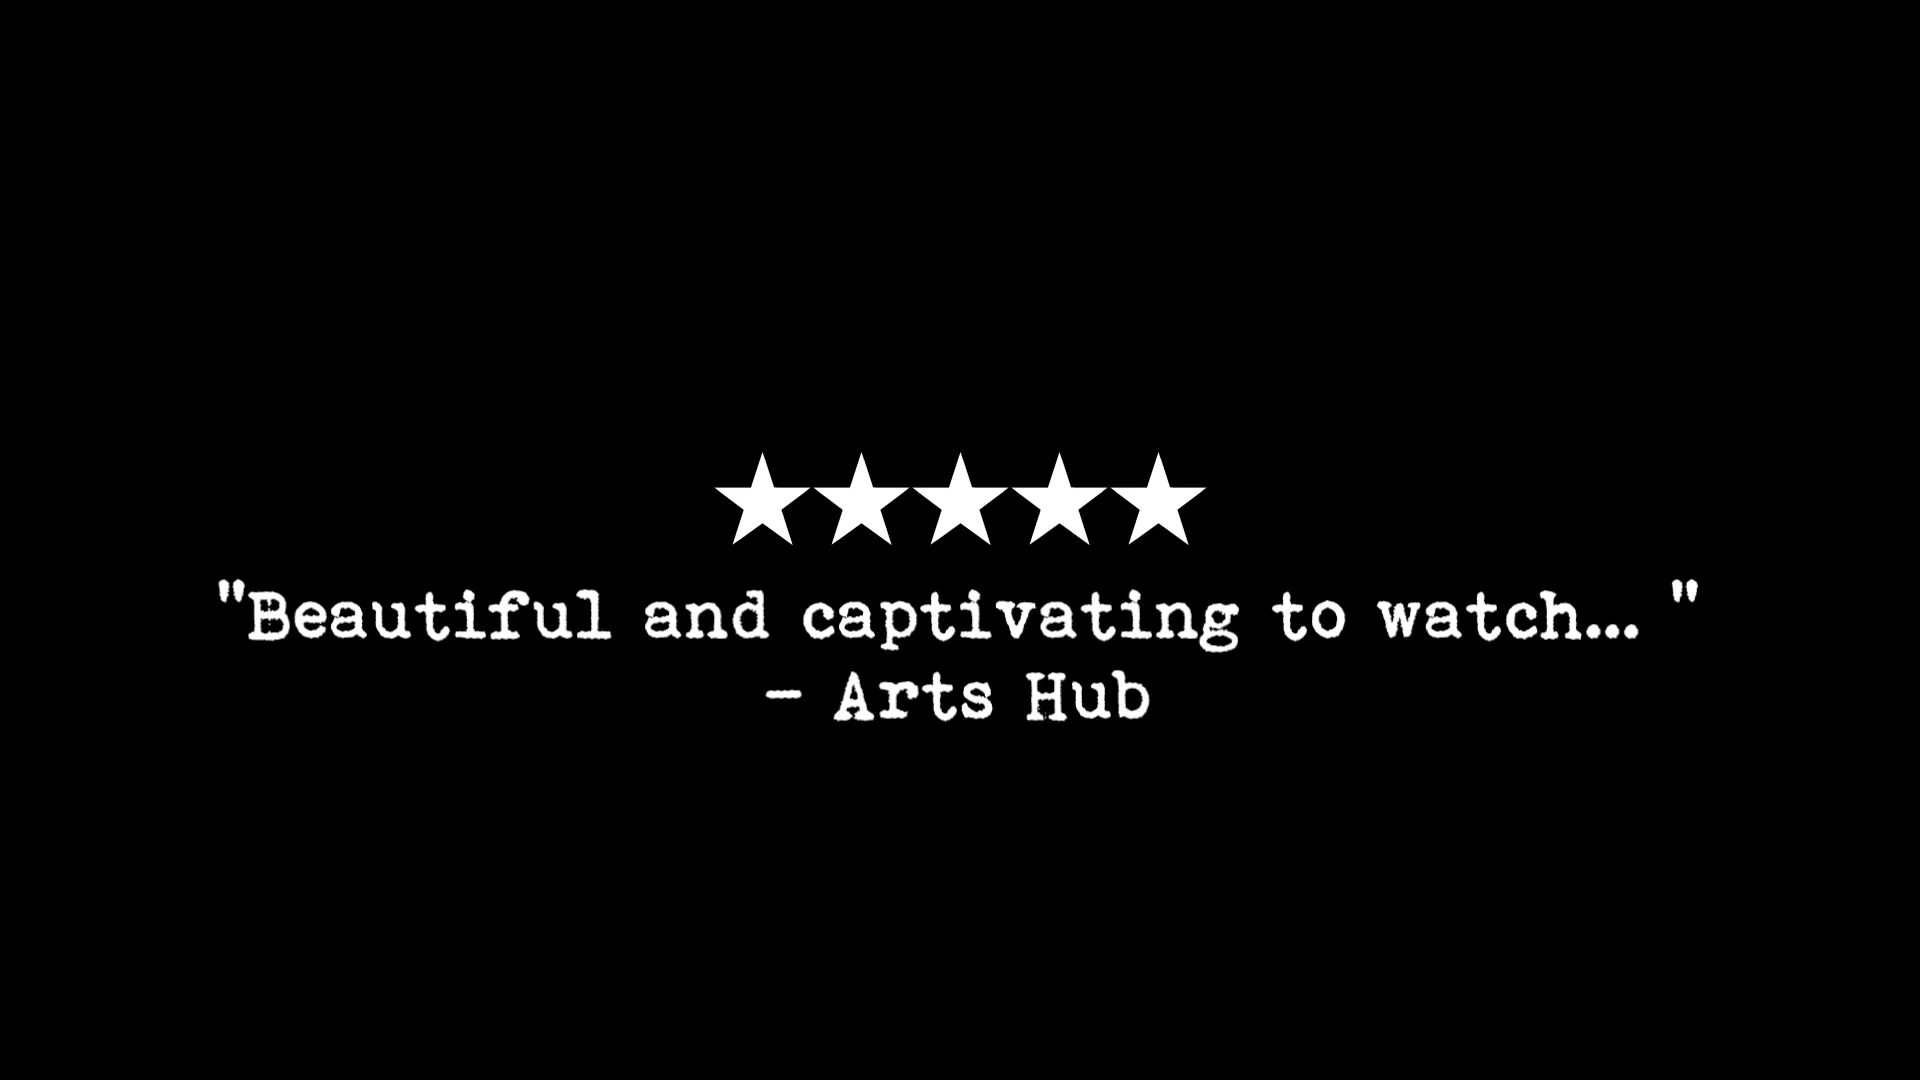 ★★★★★
"Beautiful and captivating to watch... "
- Arts Hub